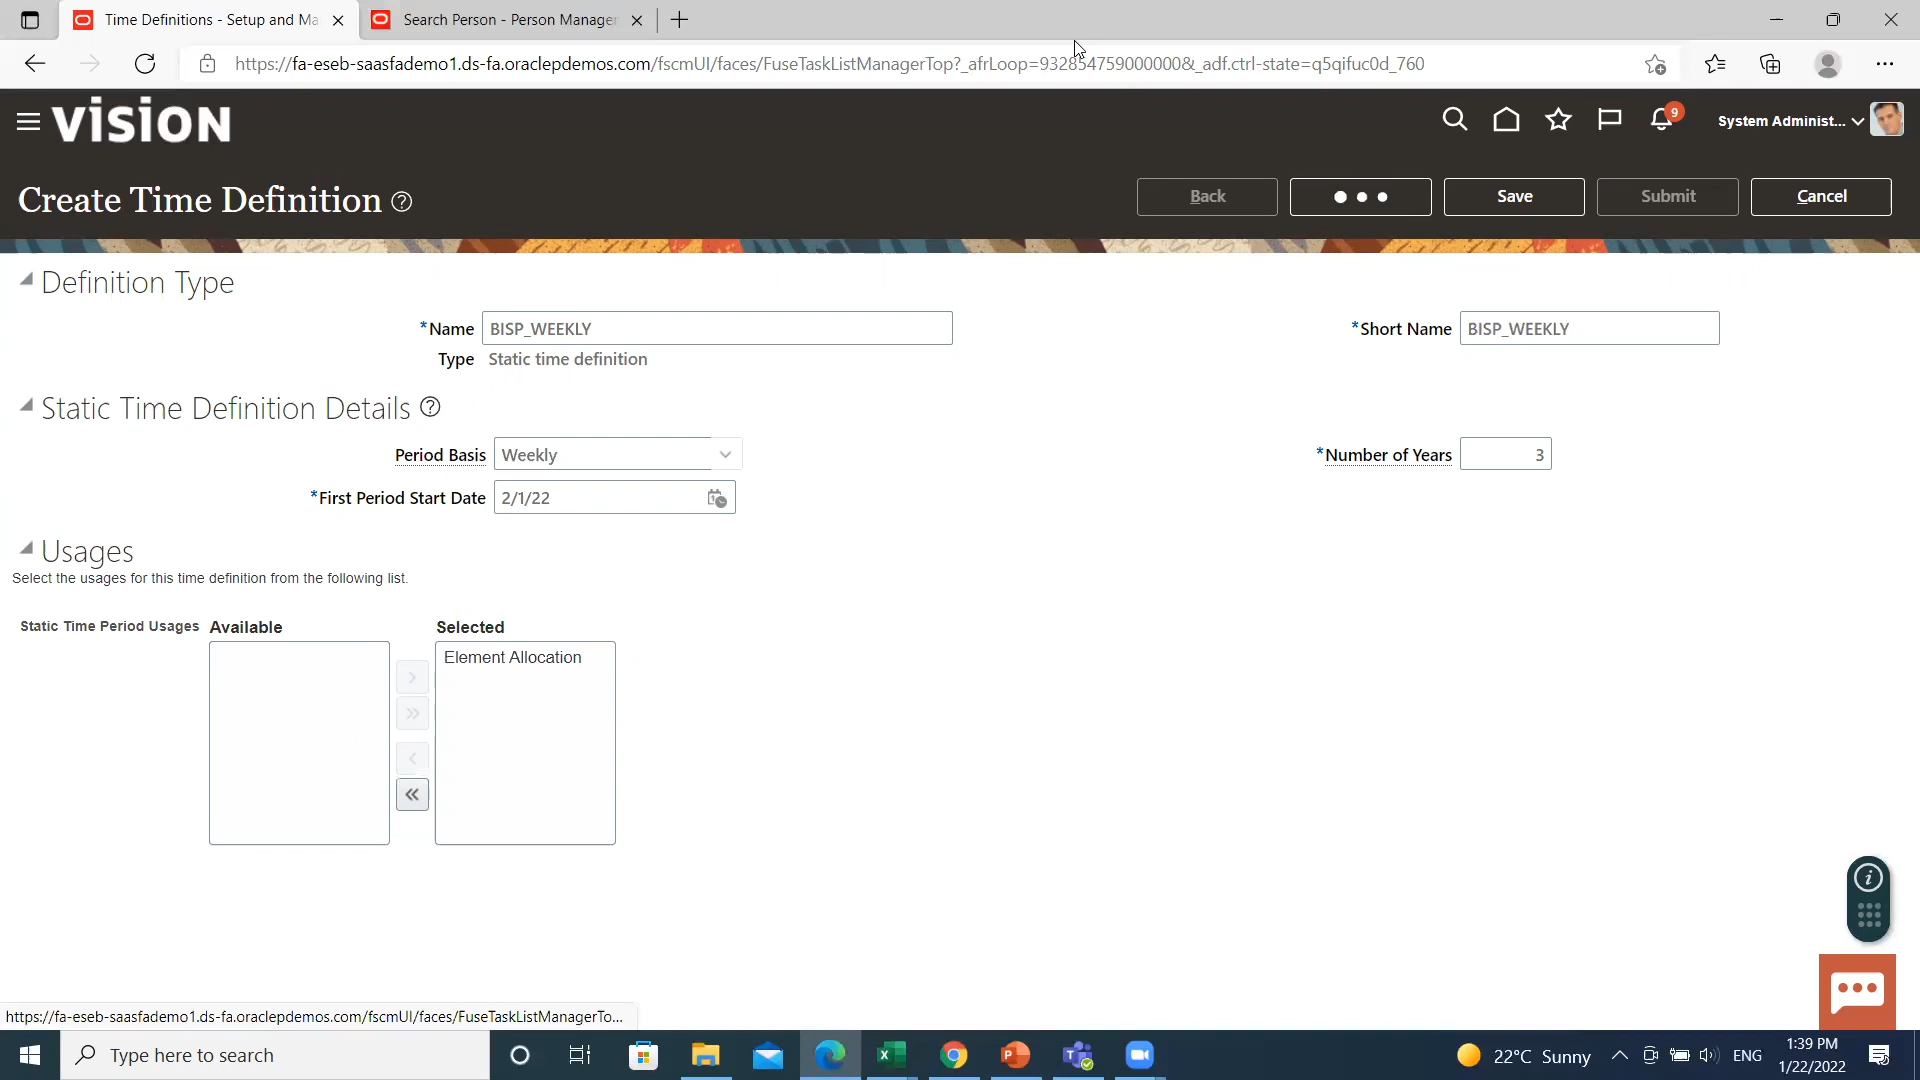 Time Definitions - Setup and Ma
Search Person - Person Manager
https://fa-eseb-saasfademo1.ds-fa.oraclepdemos.com/fscmUI/faces/FuseTaskListManagerTop?_afrLoop=932854759000000&_adf.ctrl-state=q5qifuc0d_760
vision
9
System Administ...
Create Time Definition
Back
Save
Submit
Cancel
Definition Type
*Name BISP_WEEKLY
*Short Name BISP_WEEKLY
Type Static time definition
Static Time Definition Details
Period Basis Weekly
*Number of Years 3
*First Period Start Date 2/1/22
Usages
Select the usages for this time definition from the following list.
Static Time Period Usages Available Selected
Element Allocation
https://fa-eseb-saasfademo1.ds-fa.oraclepdemos.com/fscmUI/faces/FuseTaskListManagerTo...
Type here to search
22°C Sunny
ENG
1:39 PM
1/22/2022